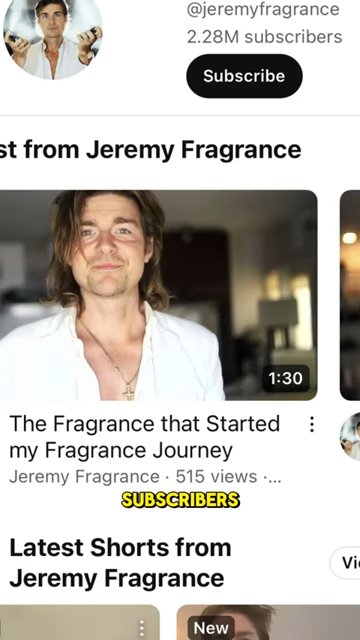 @jeremyfragrance
2.28M subscribers
Subscribe
st from Jeremy Fragrance
1:30
The Fragrance that Started
my Fragrance Journey
Jeremy Fragrance · 515 views ·...
SUBSCRIBERS
Latest Shorts from
Jeremy Fragrance
Vi
New